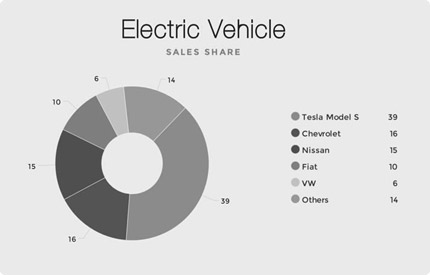 Electric Vehicle
SALES SHARE
6
14
10
15
16
39
Tesla Model S 39
Chevrolet 16
Nissan 15
Fiat 10
VW 6
Others 14